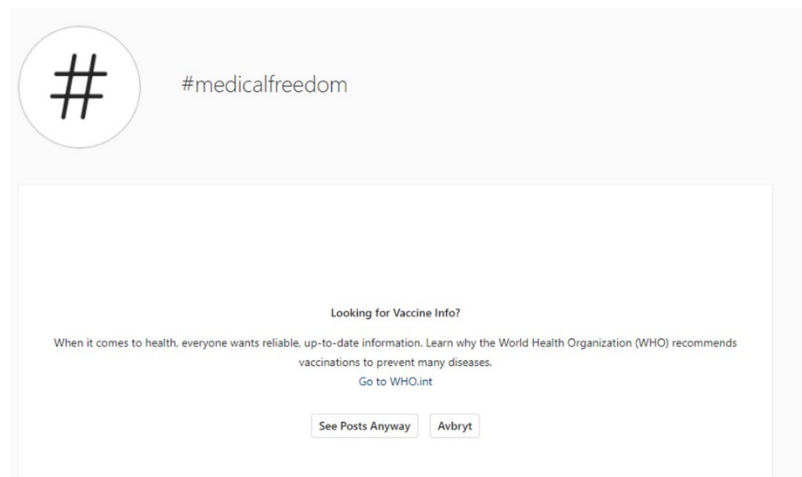 #
#medicalfreedom
Looking for Vaccine Info?
When it comes to health, everyone wants reliable, up-to-date information. Learn why the World Health Organization (WHO) recommends
vaccinations to prevent many diseases.
Go to WHO.int
See Posts Anyway Avbryt